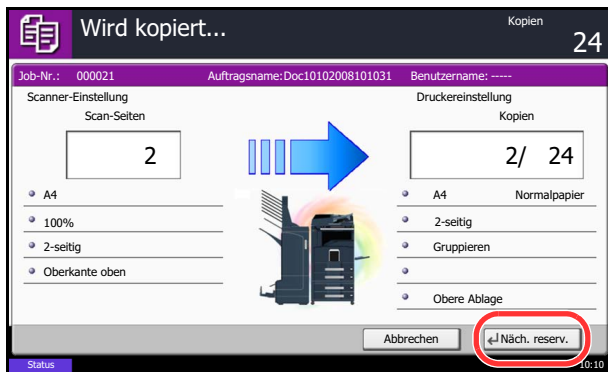 Wird kopiert...
Kopien
24
Job-Nr.: 000021 Auftragsname:Doc10102008101031 Benutzername: -----
Scanner-Einstellung
Scan-Seiten
2
A4
100%
2-seitig
Oberkante oben
Druckereinstellung
Kopien
2/ 24
A4 Normalpapier
2-seitig
Gruppieren
Obere Ablage
Abbrechen
Näch. reserv.
Status
10:10